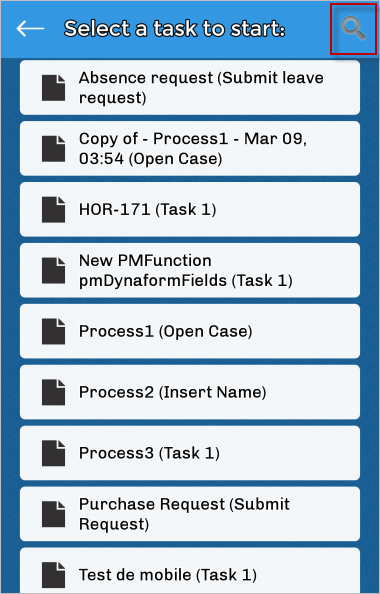 Select a task to start:
Absence request (Submit leave
request)
Copy of - Process1 - Mar 09,
03:54 (Open Case)
HOR-171 (Task 1)
New PMFunction
pmDynaformFields (Task 1)
Process1 (Open Case)
Process2 (Insert Name)
Process3 (Task 1)
Purchase Request (Submit
Request)
Test de mobile (Task 1)